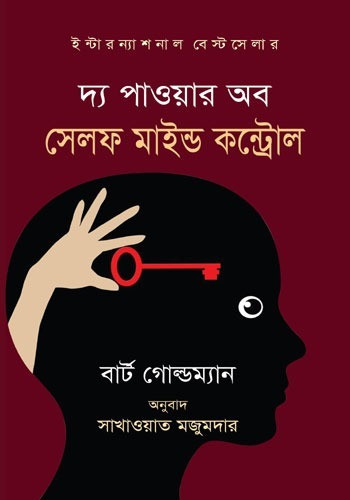 ইন্টারন্যাশনাল বেস্টসেলার
দ্য পাওয়ার অব
সেলফ মাইন্ড কন্ট্রোল
বার্ট গোল্ডম্যান
অনুবাদ
সাখাওয়াত মজুমদার